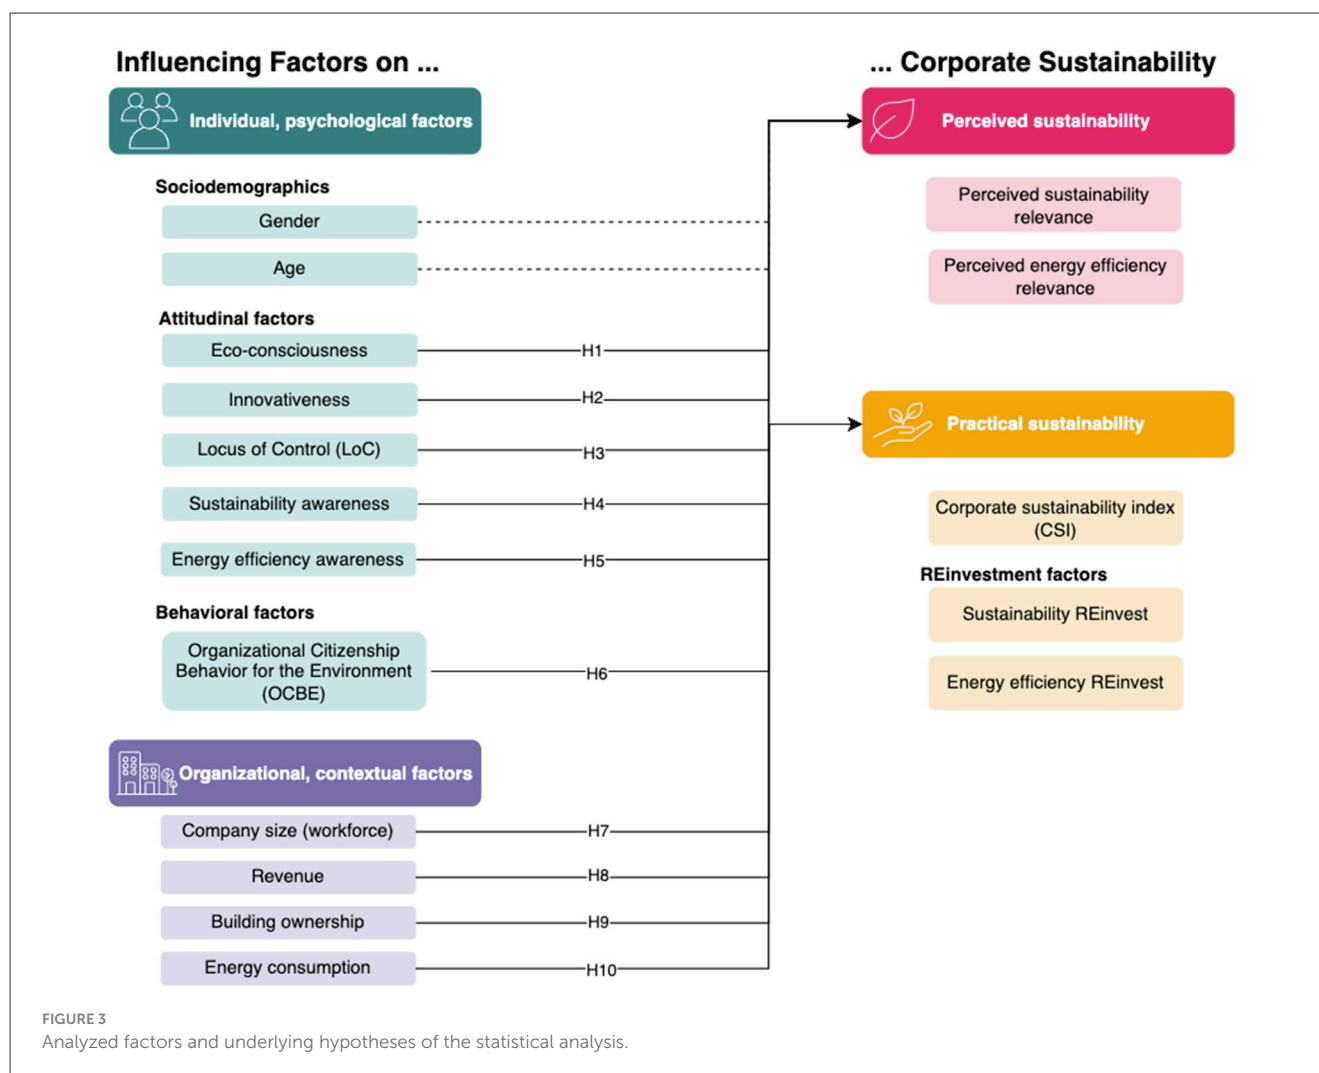 Influencing Factors on ...
Individual, psychological factors
Sociodemographics
Gender
Age
Attitudinal factors
Eco-consciousness
H1
Innovativeness
H2
Locus of Control (LoC)
H3
Sustainability awareness
H4
Energy efficiency awareness
H5
Behavioral factors
Organizational Citizenship
Behavior for the Environment
(OCBE)
H6
Organizational, contextual factors
Company size (workforce)
H7
Revenue
H8
Building ownership
H9
Energy consumption
H10
... Corporate Sustainability
Perceived sustainability
Perceived sustainability
relevance
Perceived energy efficiency
relevance
Practical sustainability
Corporate sustainability index
(CSI)
REinvestment factors
Sustainability REinvest
Energy efficiency REinvest
FIGURE 3
Analyzed factors and underlying hypotheses of the statistical analysis.